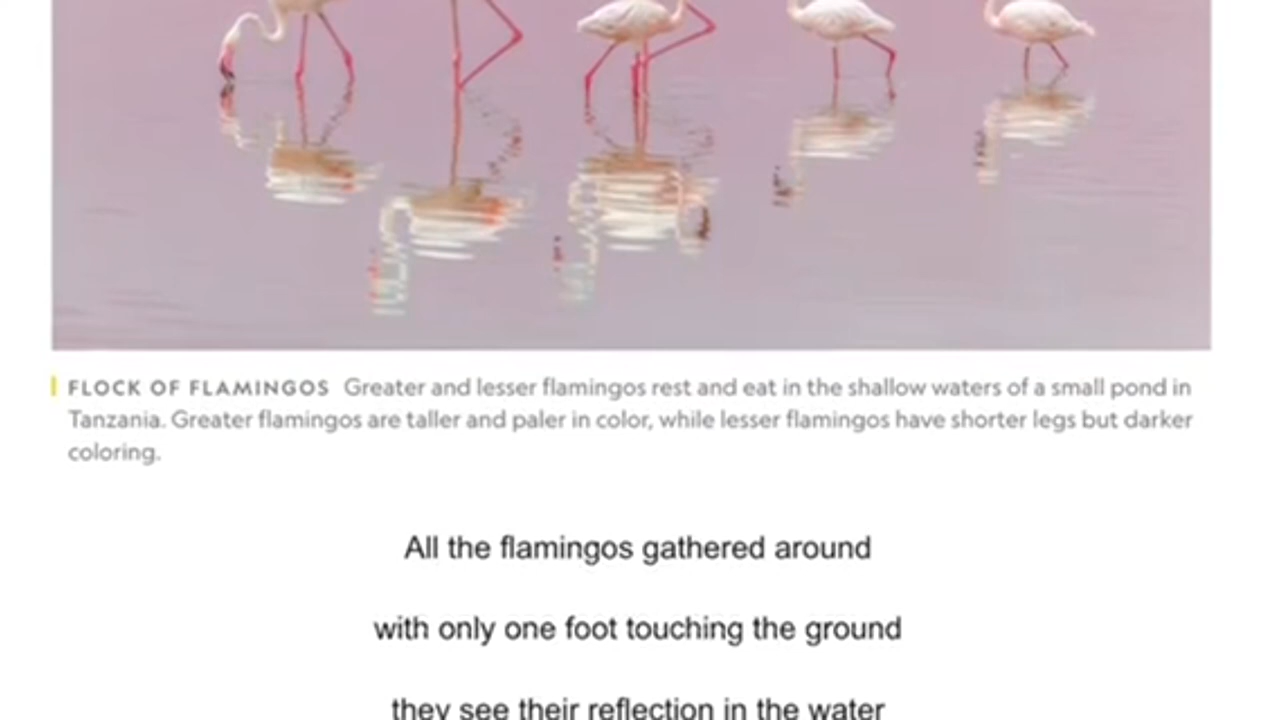 FLOCK OF FLAMINGOS Greater and lesser flamingos rest and eat in the shallow waters of a small pond in
Tanzania. Greater flamingos are taller and paler in color, while lesser flamingos have shorter legs but darker
coloring.
All the flamingos gathered around
with only one foot touching the ground
they see their reflection in the water